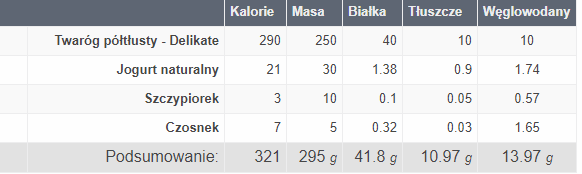 Kalorie Masa Białka Tłuszcze Węglowodany
Twaróg półtłusty - Delikate 290 250 40 10 10
Jogurt naturalny 21 30 1.38 0.9 1.74
Szczypiorek 3 10 0.1 0.05 0.57
Czosnek 7 5 0.32 0.03 1.65
Podsumowanie: 321 295 g 41.8 g 10.97 g 13.97 g